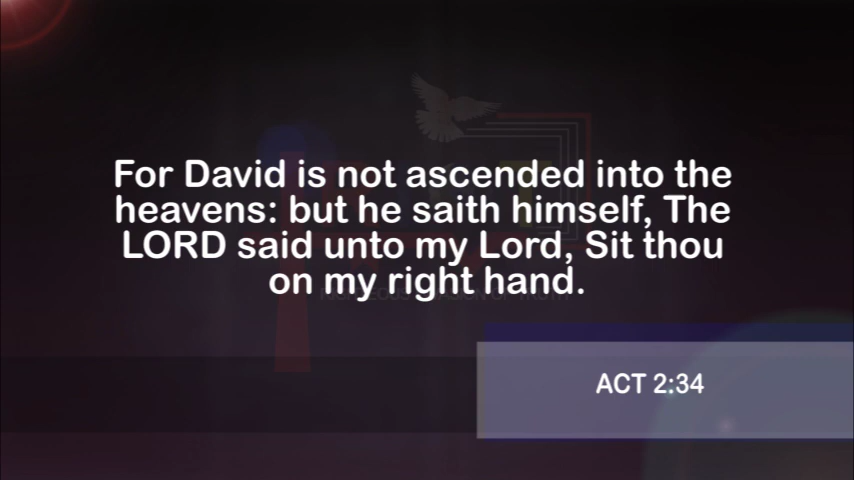 For David is not ascended into the
heavens: but he saith himself, The
LORD said unto my Lord, Sit thou
on my right hand.
ACT 2:34